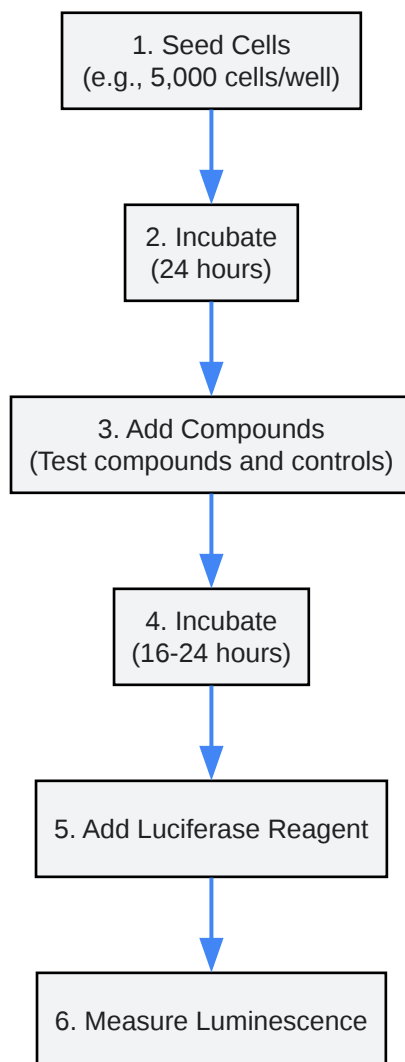 1. Seed Cells
(e.g., 5,000 cells/well)
2. Incubate
(24 hours)
3. Add Compounds
(Test compounds and controls)
4. Incubate
(16-24 hours)
5. Add Luciferase Reagent
6. Measure Luminescence